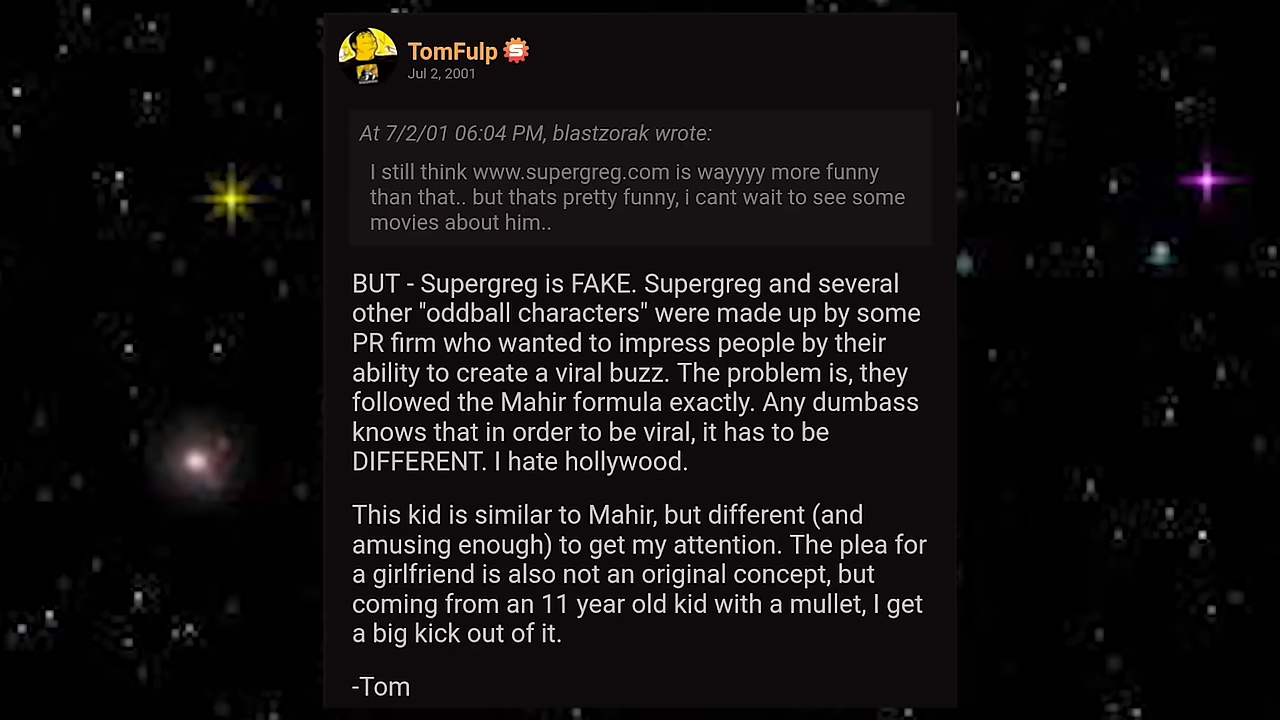 TomFulp
Jul 2, 2001
At 7/2/01 06:04 PM, blastzorak wrote:
I still think www.supergreg.com is wayyyy more funny
than that.. but thats pretty funny, i cant wait to see some
movies about him..
BUT - Supergreg is FAKE. Supergreg and several
other "oddball characters" were made up by some
PR firm who wanted to impress people by their
ability to create a viral buzz. The problem is, they
followed the Mahir formula exactly. Any dumbass
knows that in order to be viral, it has to be
DIFFERENT. I hate hollywood.
This kid is similar to Mahir, but different (and
amusing enough) to get my attention. The plea for
a girlfriend is also not an original concept, but
coming from an 11 year old kid with a mullet, I get
a big kick out of it.
-Tom